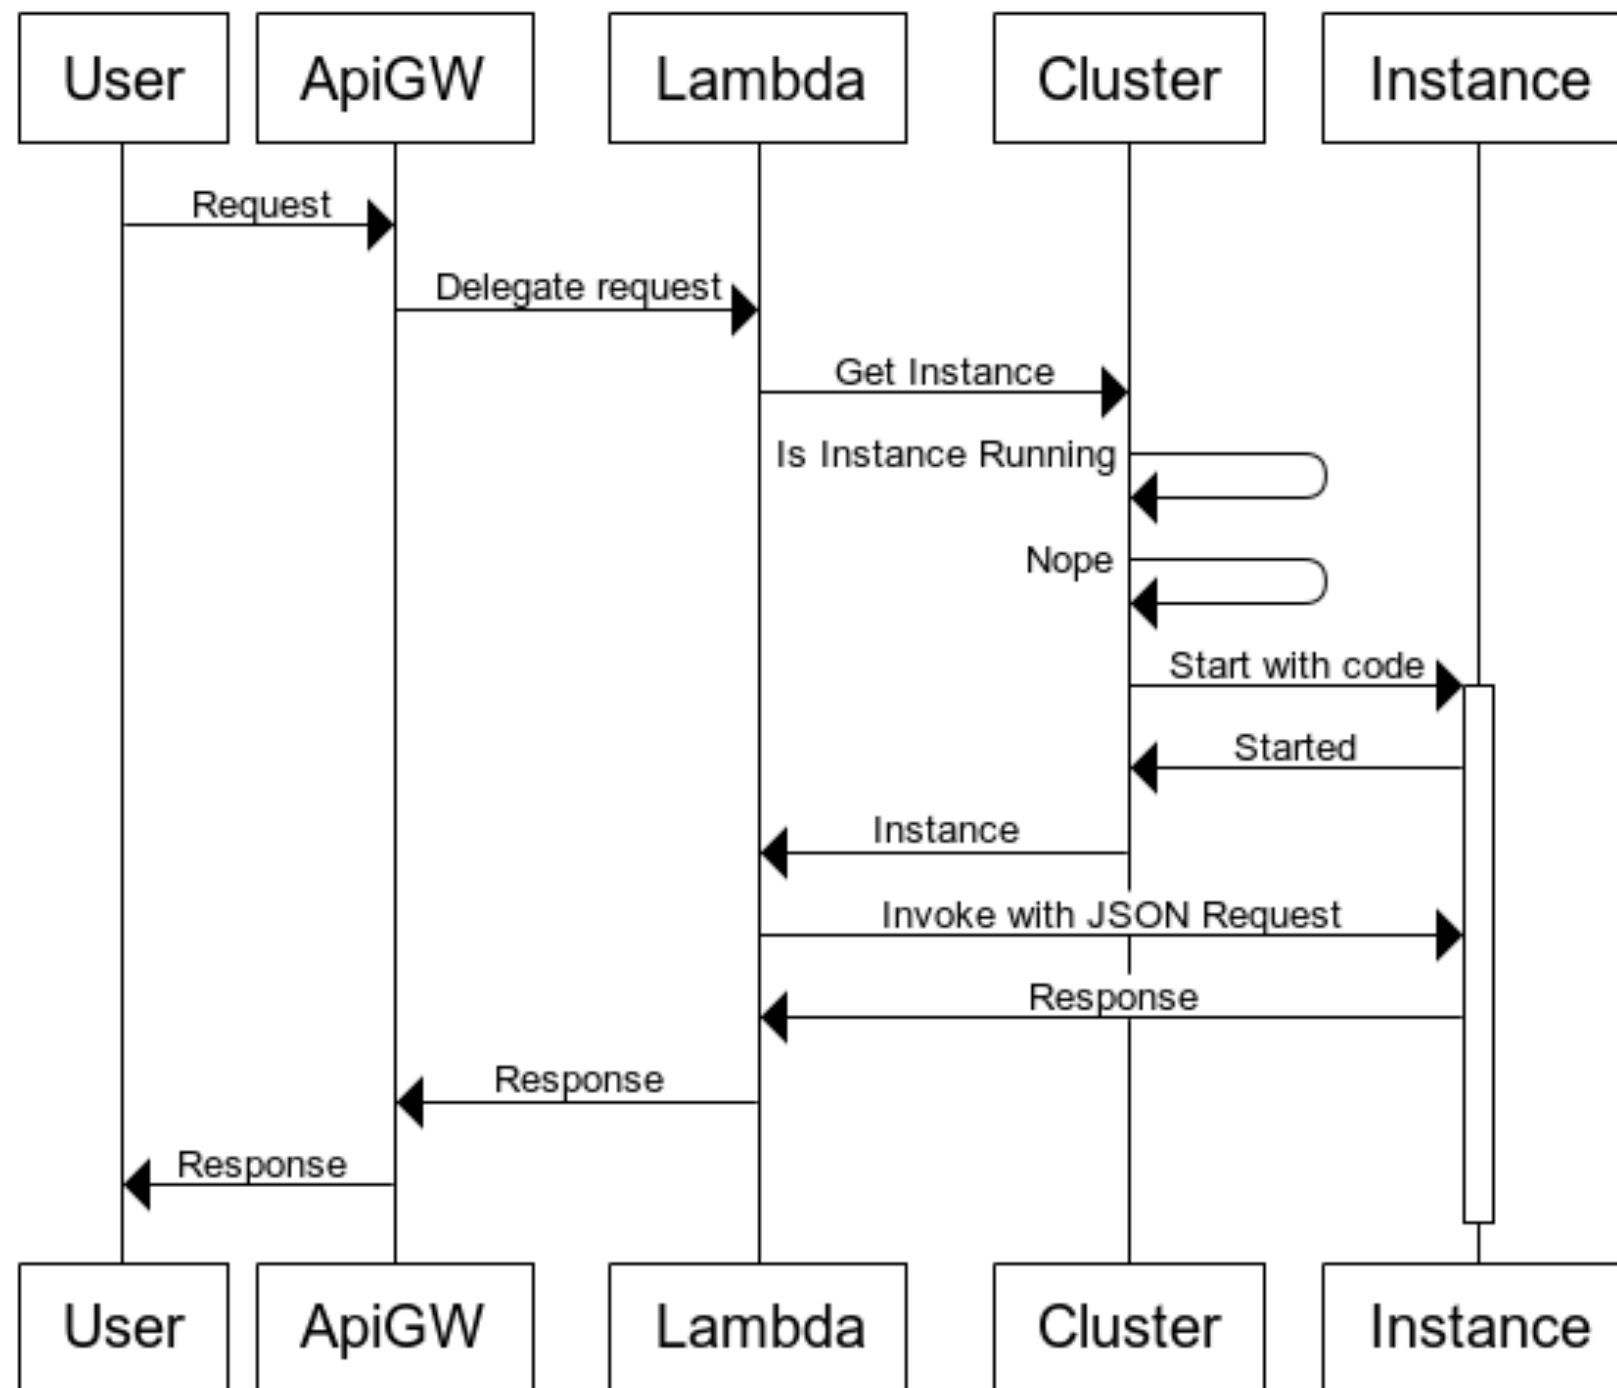 User
ApiGW
Lambda
Cluster
Instance
Request
Delegate request
Get Instance
Is Instance Running
Nope
Start with code
Started
Instance
Invoke with JSON Request
Response
Response
Response
User
ApiGW
Lambda
Cluster
Instance